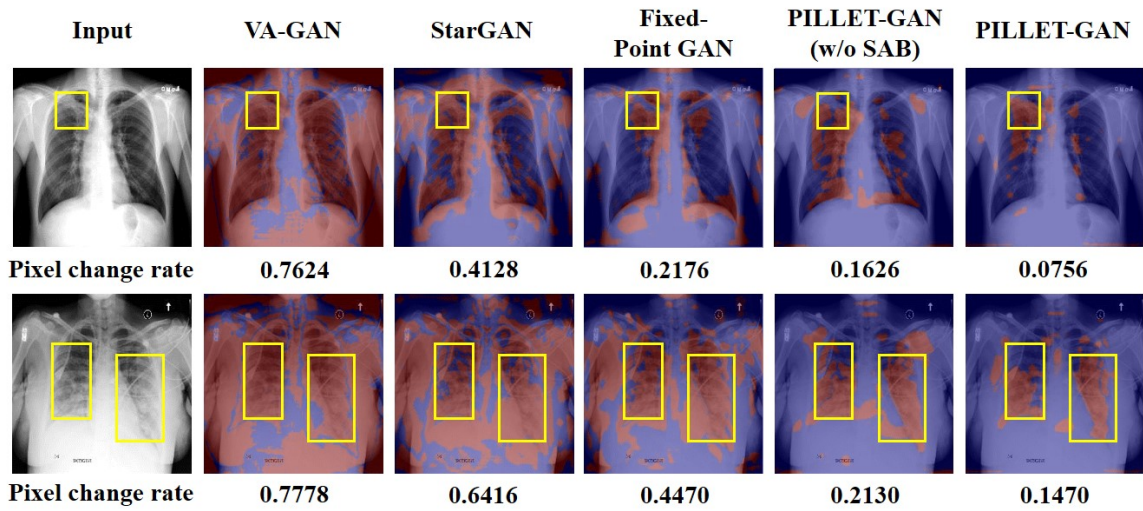 Input VA-GAN StarGAN Fixed-Point GAN PILLET-GAN (w/o SAB) PILLET-GAN
Pixel change rate 0.7624 0.4128 0.2176 0.1626 0.0756
Pixel change rate 0.7778 0.6416 0.4470 0.2130 0.1470